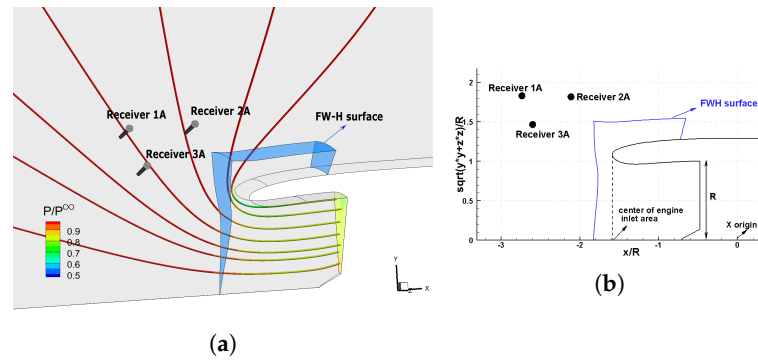 Receiver 1A
Receiver 2A
Receiver 3A
FW-H surface
P/P∞
0.9
0.8
0.7
0.6
0.5
Y
Z
X
(a)
sqrt(y*y+z*z)/R
2
1.5
1
0.5
0
-3
-2
-1
0
x/R
Receiver 1A
Receiver 2A
Receiver 3A
FWH surface
center of engine
inlet area
R
X origin
(b)